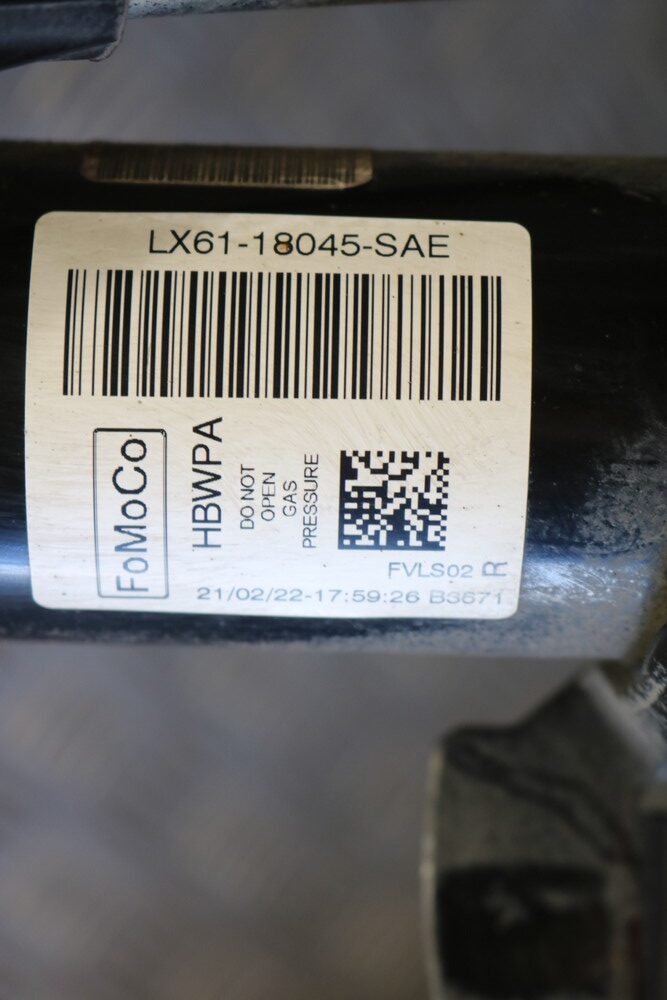 LX61-18045-SAE
FoMoCo
HBWPA
DO NOT
OPEN
GAS
PRESSURE
FVLS02 R
21/02/22-17:59:26 B3671